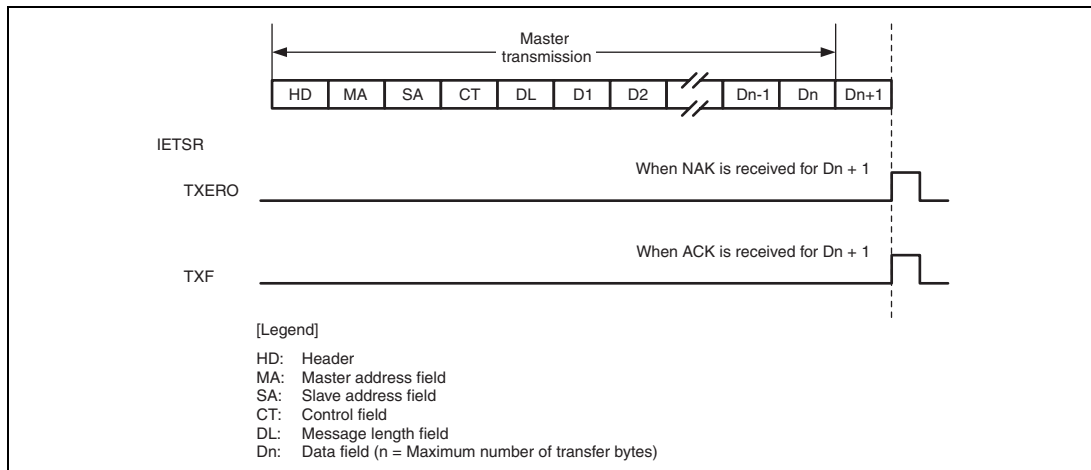 Master
transmission
HD MA SA CT DL D1 D2 Dn-1 Dn Dn+1
IETSR
When NAK is received for Dn + 1
TXERO
When ACK is received for Dn + 1
TXF
[Legend]
HD: Header
MA: Master address field
SA: Slave address field
CT: Control field
DL: Message length field
Dn: Data field (n = Maximum number of transfer bytes)